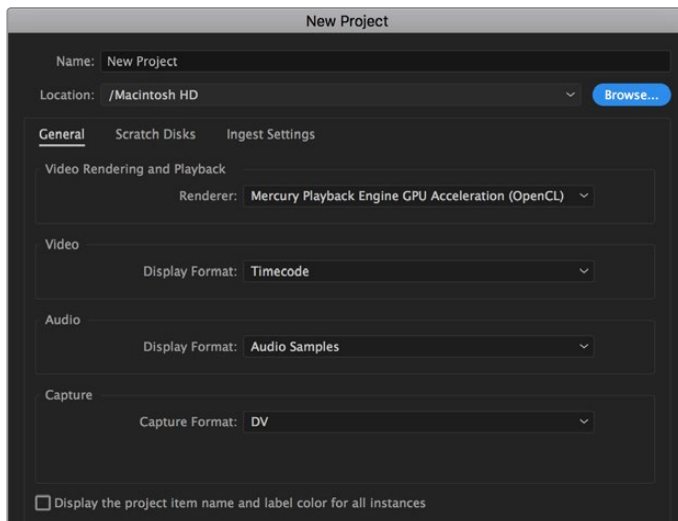 New Project
Name: New Project
Location: /Macintosh HD Browse...
General Scratch Disks Ingest Settings
Video Rendering and Playback
Renderer: Mercury Playback Engine GPU Acceleration (OpenCL)
Video
Display Format: Timecode
Audio
Display Format: Audio Samples
Capture
Capture Format: DV
Display the project item name and label color for all instances